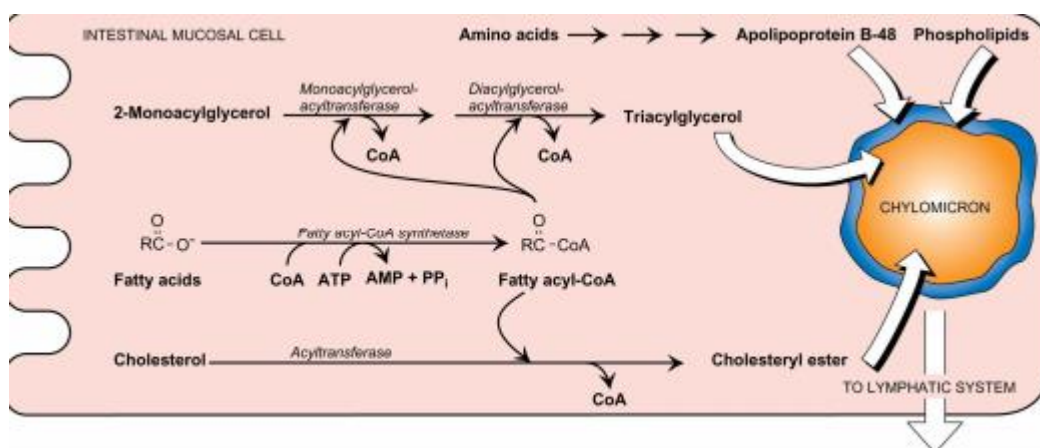 INTESTINAL MUCOSAL CELL
Amino acids
Apolipoprotein B-48
Phospholipids
Monoacylglycerol-
acyltransferase
Diacylglycerol-
acyltransferase
2-Monoacylglycerol
Triacylglycerol
CoA
CoA
CHYLOMICRON
O
RC-O⁻
Fatty acyl-CoA synthetase
O
RC-CoA
Fatty acids
CoA
ATP
AMP + PPi
Fatty acyl-CoA
Cholesterol
Acyltransferase
Cholesteryl ester
CoA
TO LYMPHATIC SYSTEM